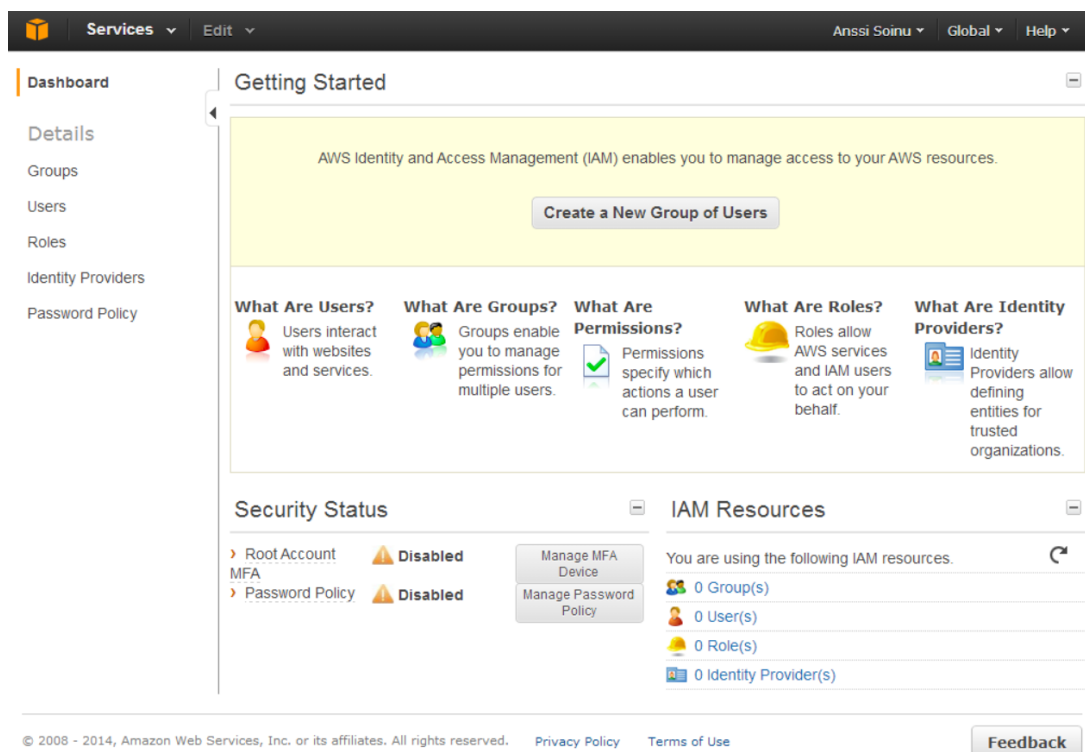 Services Edit Anssi Soinu Global Help
Dashboard
Details
Groups
Users
Roles
Identity Providers
Password Policy
Getting Started
AWS Identity and Access Management (IAM) enables you to manage access to your AWS resources.
Create a New Group of Users
What Are Users?
Users interact
with websites
and services.
What Are Groups?
Groups enable
you to manage
permissions for
multiple users.
What Are
Permissions?
Permissions
specify which
actions a user
can perform.
What Are Roles?
Roles allow
AWS services
and IAM users
to act on your
behalf.
What Are Identity
Providers?
Identity
Providers allow
defining
entities for
trusted
organizations.
Security Status
Root Account
MFA
Disabled
Manage MFA
Device
Password Policy
Disabled
Manage Password
Policy
IAM Resources
You are using the following IAM resources.
0 Group(s)
0 User(s)
0 Role(s)
0 Identity Provider(s)
© 2008 - 2014, Amazon Web Services, Inc. or its affiliates. All rights reserved. Privacy Policy Terms of Use
Feedback